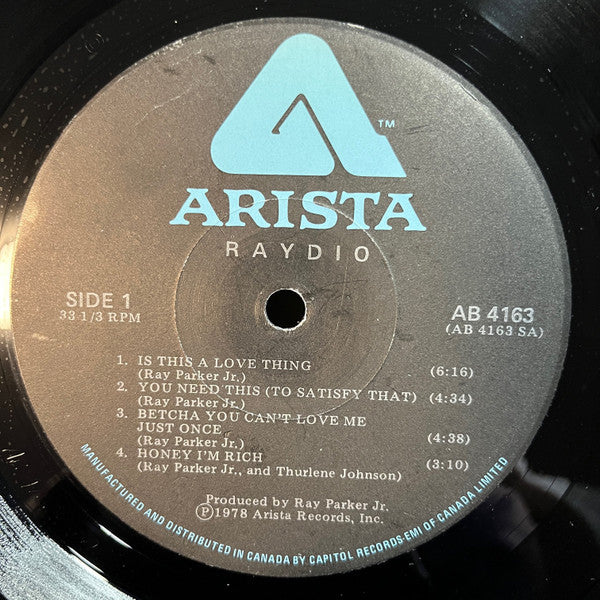 TM
ARISTA
RAYDIO
SIDE 1
33 1/3 RPM
AB 4163
(AB 4163 SA)
1. IS THIS A LOVE THING (6:16)
(Ray Parker Jr.)
2. YOU NEED THIS (TO SATISFY THAT) (4:34)
(Ray Parker Jr.)
3. BETCHA YOU CAN'T LOVE ME
JUST ONCE (4:38)
(Ray Parker Jr.)
4. HONEY I'M RICH (3:10)
(Ray Parker Jr., and Thurlene Johnson)
Produced by Ray Parker Jr.
Ⓟ1978 Arista Records, Inc.
MANUFACTURED AND DISTRIBUTED IN CANADA BY CAPITOL RECORDS-EMI OF CANADA LIMITED